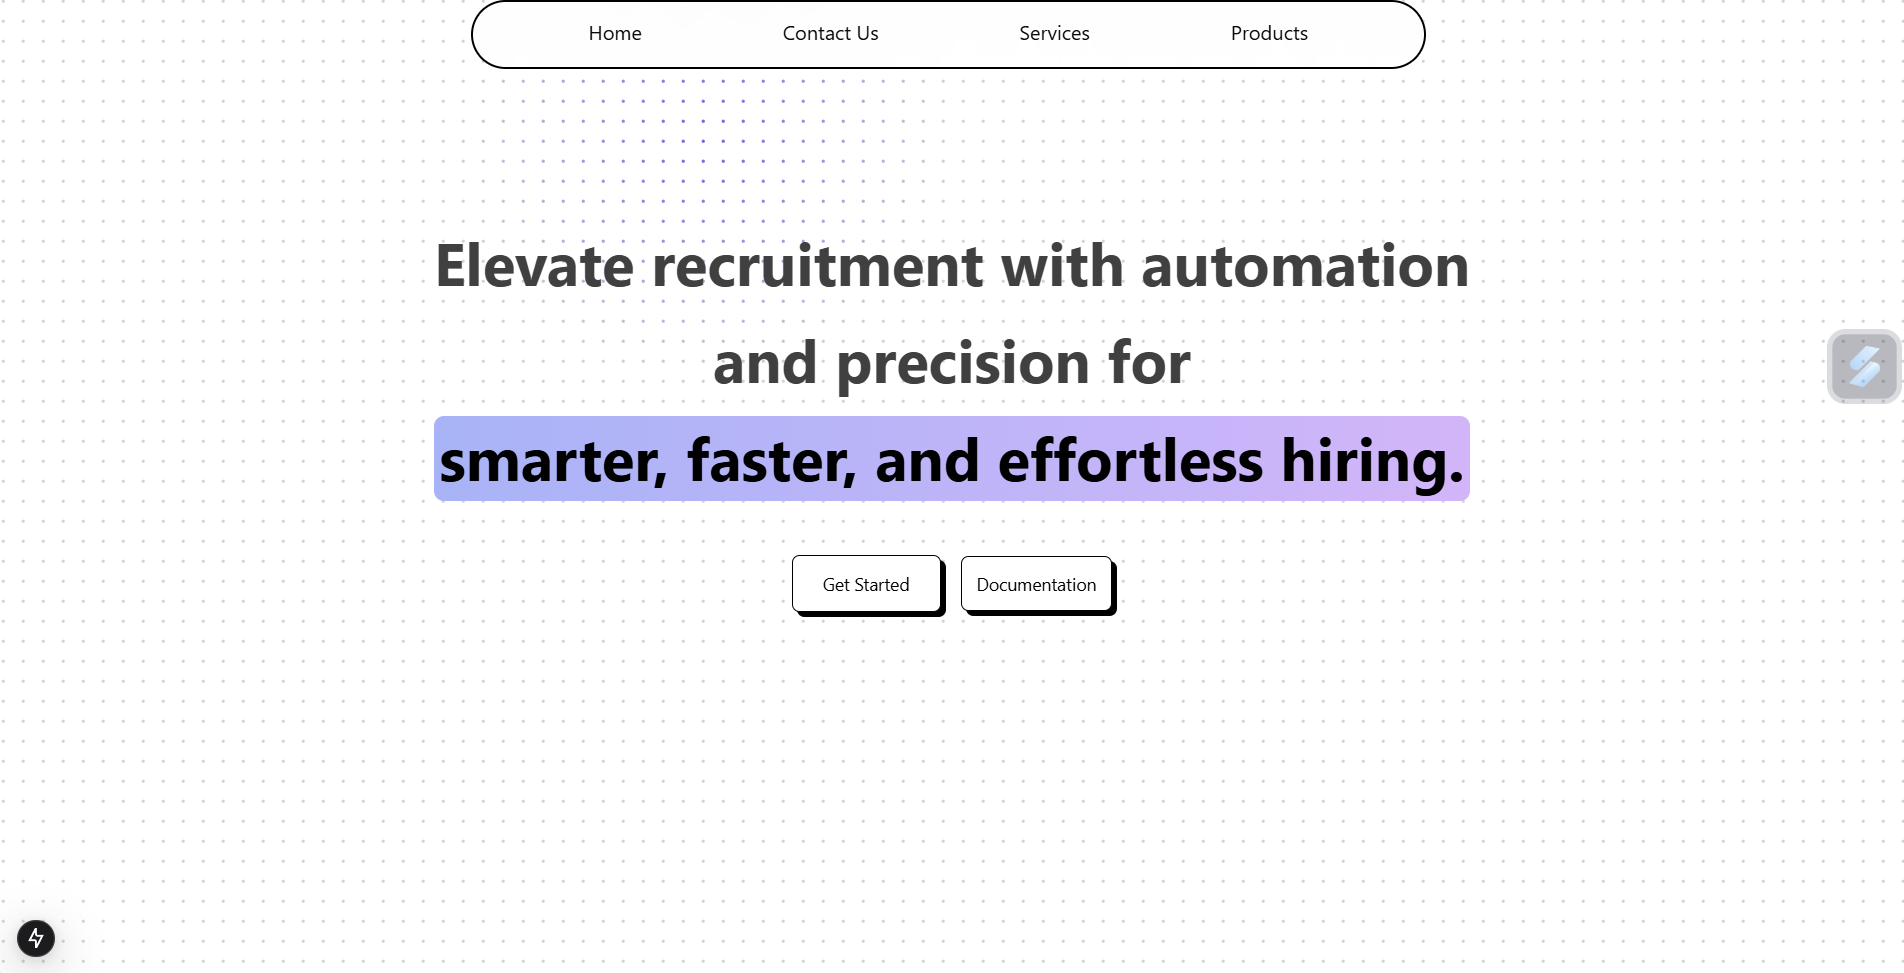 Home
Contact Us
Services
Products
Elevate recruitment with automation
and precision for
smarter, faster, and effortless hiring.
Get Started
Documentation